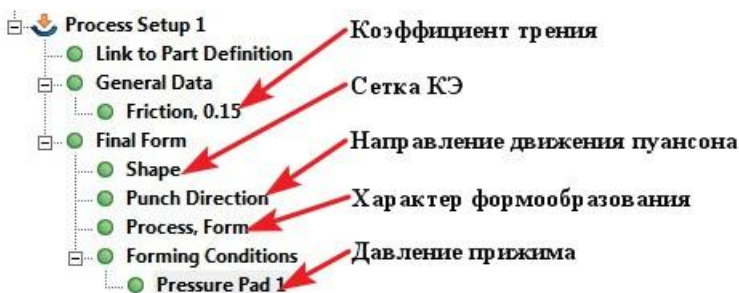 Process Setup 1
Коэффициент трения
Link to Part Definition
General Data
Сетка КЭ
Friction, 0.15
Final Form
Направление движения пуансона
Shape
Punch Direction
Характер формообразования
Process, Form
Forming Conditions
Давление прижима
Pressure Pad 1